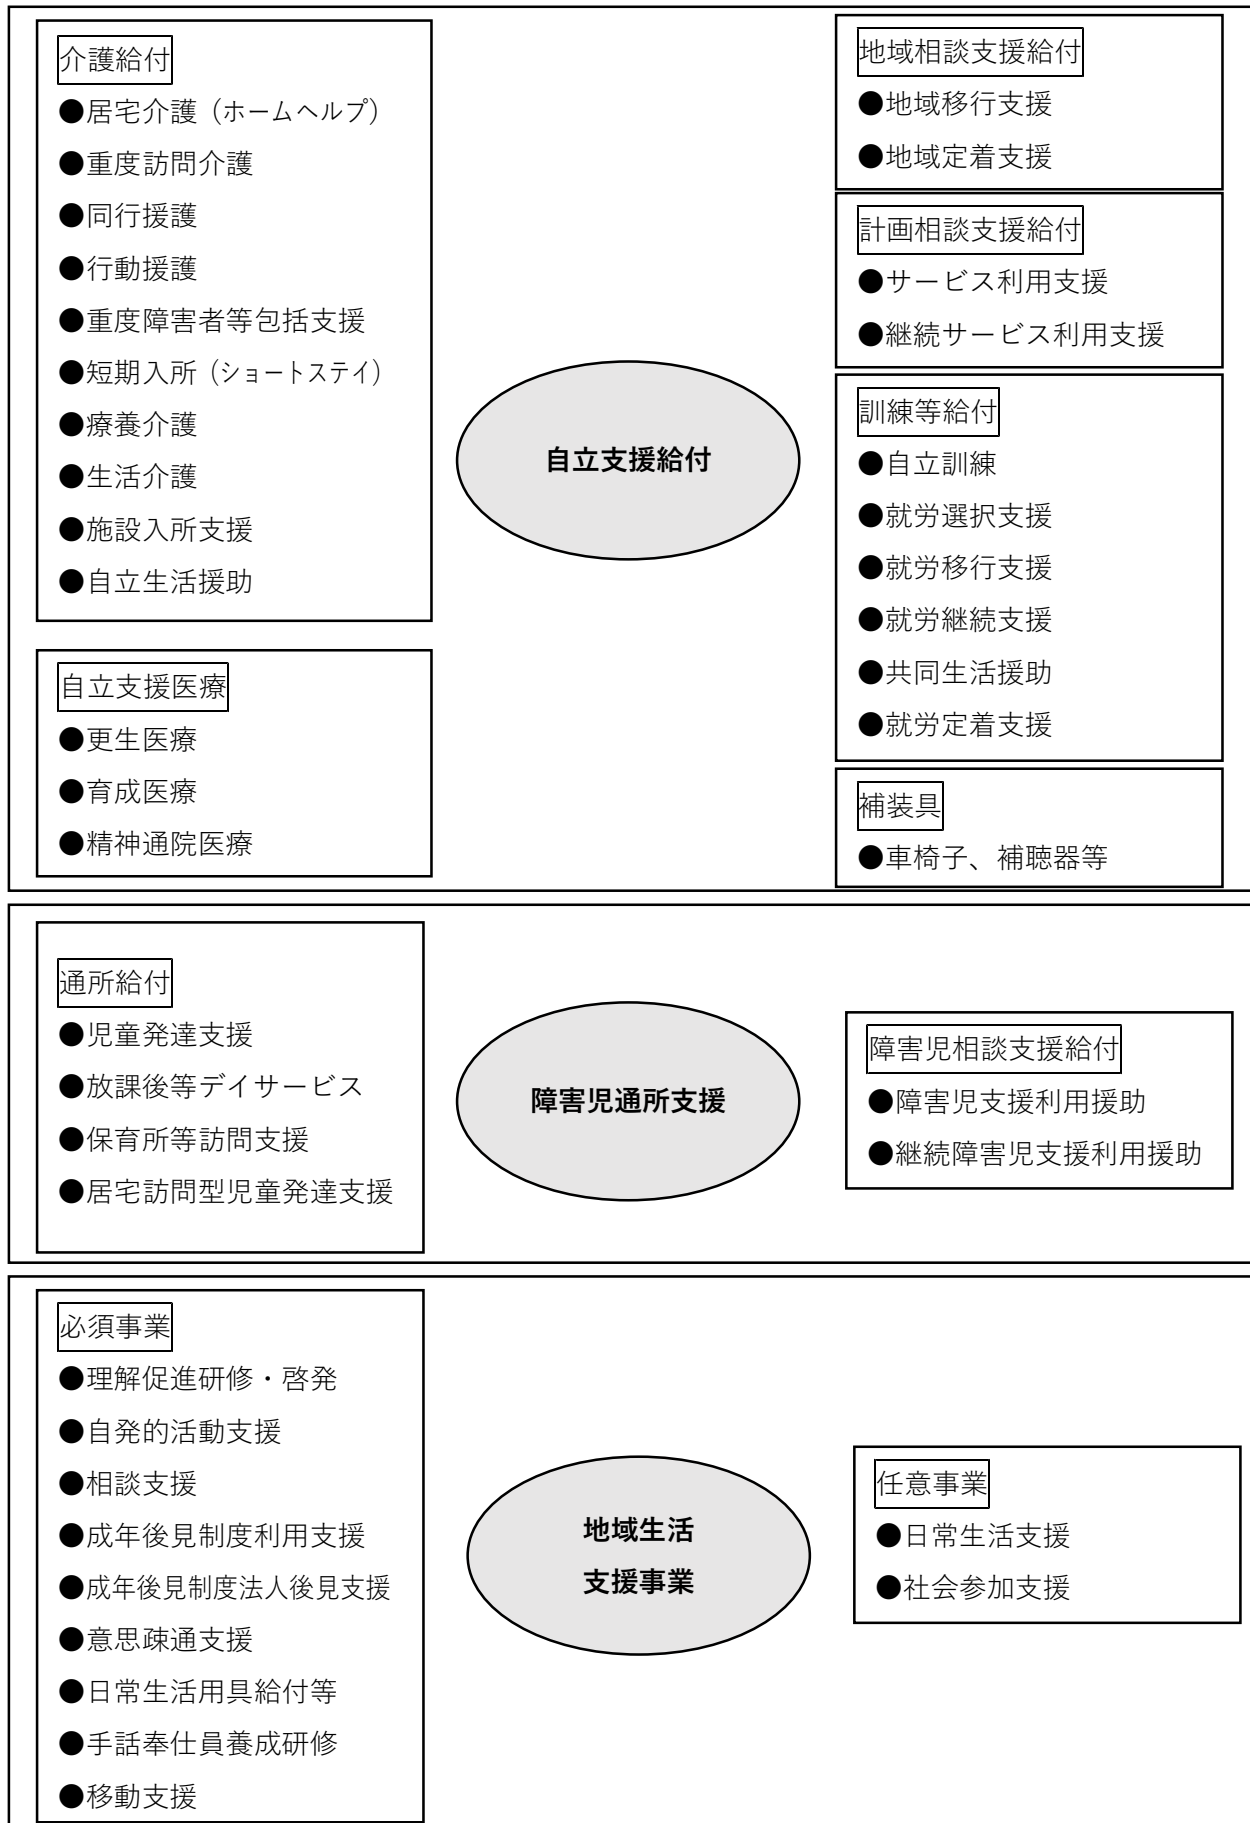 介護給付
●居宅介護（ホームヘルプ）
●重度訪問介護
●同行援護
●行動援護
●重度障害者等包括支援
●短期入所（ショートステイ）
●療養介護
●生活介護
●施設入所支援
●自立生活援助
自立支援医療
●更生医療
●育成医療
●精神通院医療
自立支援給付
地域相談支援給付
●地域移行支援
●地域定着支援
計画相談支援給付
●サービス利用支援
●継続サービス利用支援
訓練等給付
●自立訓練
●就労選択支援
●就労移行支援
●就労継続支援
●共同生活援助
●就労定着支援
補装具
●車椅子、補聴器等
通所給付
●児童発達支援
●放課後等デイサービス
●保育所等訪問支援
●居宅訪問型児童発達支援
障害児通所支援
障害児相談支援給付
●障害児支援利用援助
●継続障害児支援利用援助
必須事業
●理解促進研修・啓発
●自発的活動支援
●相談支援
●成年後見制度利用支援
●成年後見制度法人後見支援
●意思疎通支援
●日常生活用具給付等
●手話奉仕員養成研修
●移動支援
地域生活
支援事業
任意事業
●日常生活支援
●社会参加支援